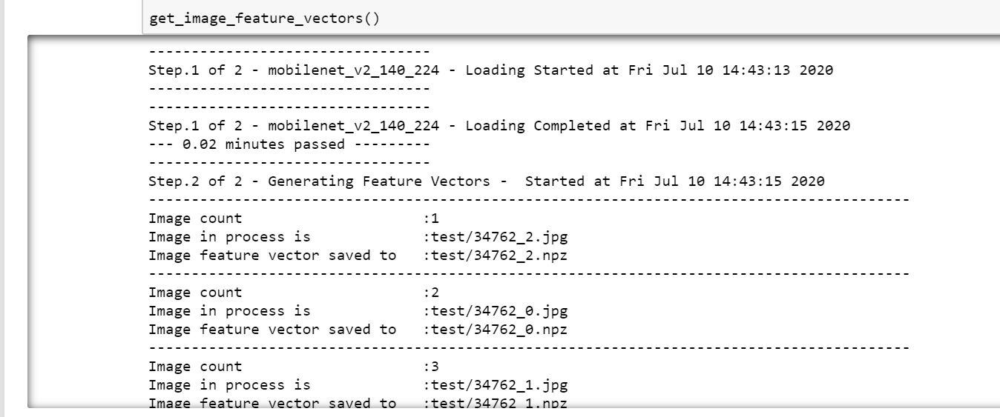 get_image_feature_vectors()
---------------------------------
Step.1 of 2 - mobilenet_v2_140_224 - Loading Started at Fri Jul 10 14:43:13 2020
---------------------------------
---------------------------------
Step.1 of 2 - mobilenet_v2_140_224 - Loading Completed at Fri Jul 10 14:43:15 2020
--- 0.02 minutes passed ---------
---------------------------------
Step.2 of 2 - Generating Feature Vectors -  Started at Fri Jul 10 14:43:15 2020
-----------------------------------------------------------------------------------------
Image count                     :1
Image in process is             :test/34762_2.jpg
Image feature vector saved to   :test/34762_2.npz
-----------------------------------------------------------------------------------------
Image count                     :2
Image in process is             :test/34762_0.jpg
Image feature vector saved to   :test/34762_0.npz
-----------------------------------------------------------------------------------------
Image count                     :3
Image in process is             :test/34762_1.jpg
Image feature vector saved to   :test/34762_1.npz